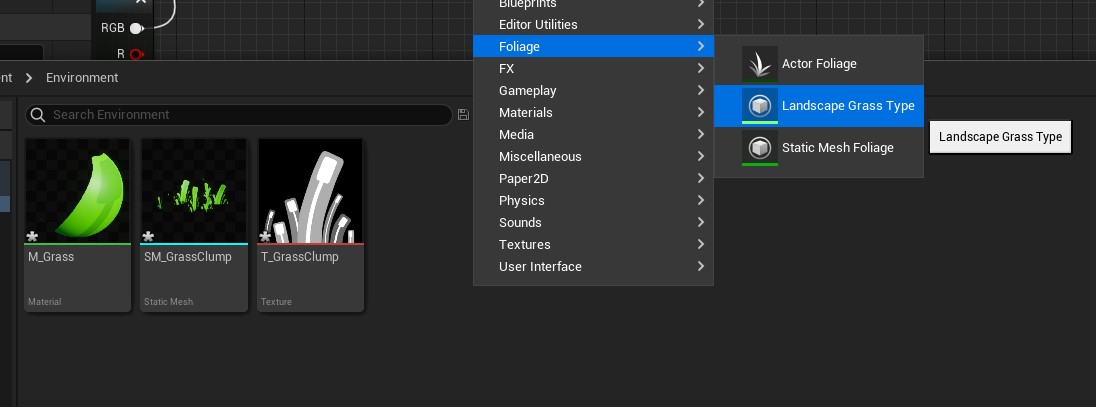 Blueprints
RGB
Editor Utilities
R
Foliage
Actor Foliage
FX
nt > Environment
Gameplay
Landscape Grass Type
Search Environment
Materials
Media
Landscape Grass Type
Static Mesh Foliage
Miscellaneous
Paper2D
Physics
Sounds
Textures
User Interface
M_Grass
SM_GrassClump
T_GrassClump
Material
Static Mesh
Texture